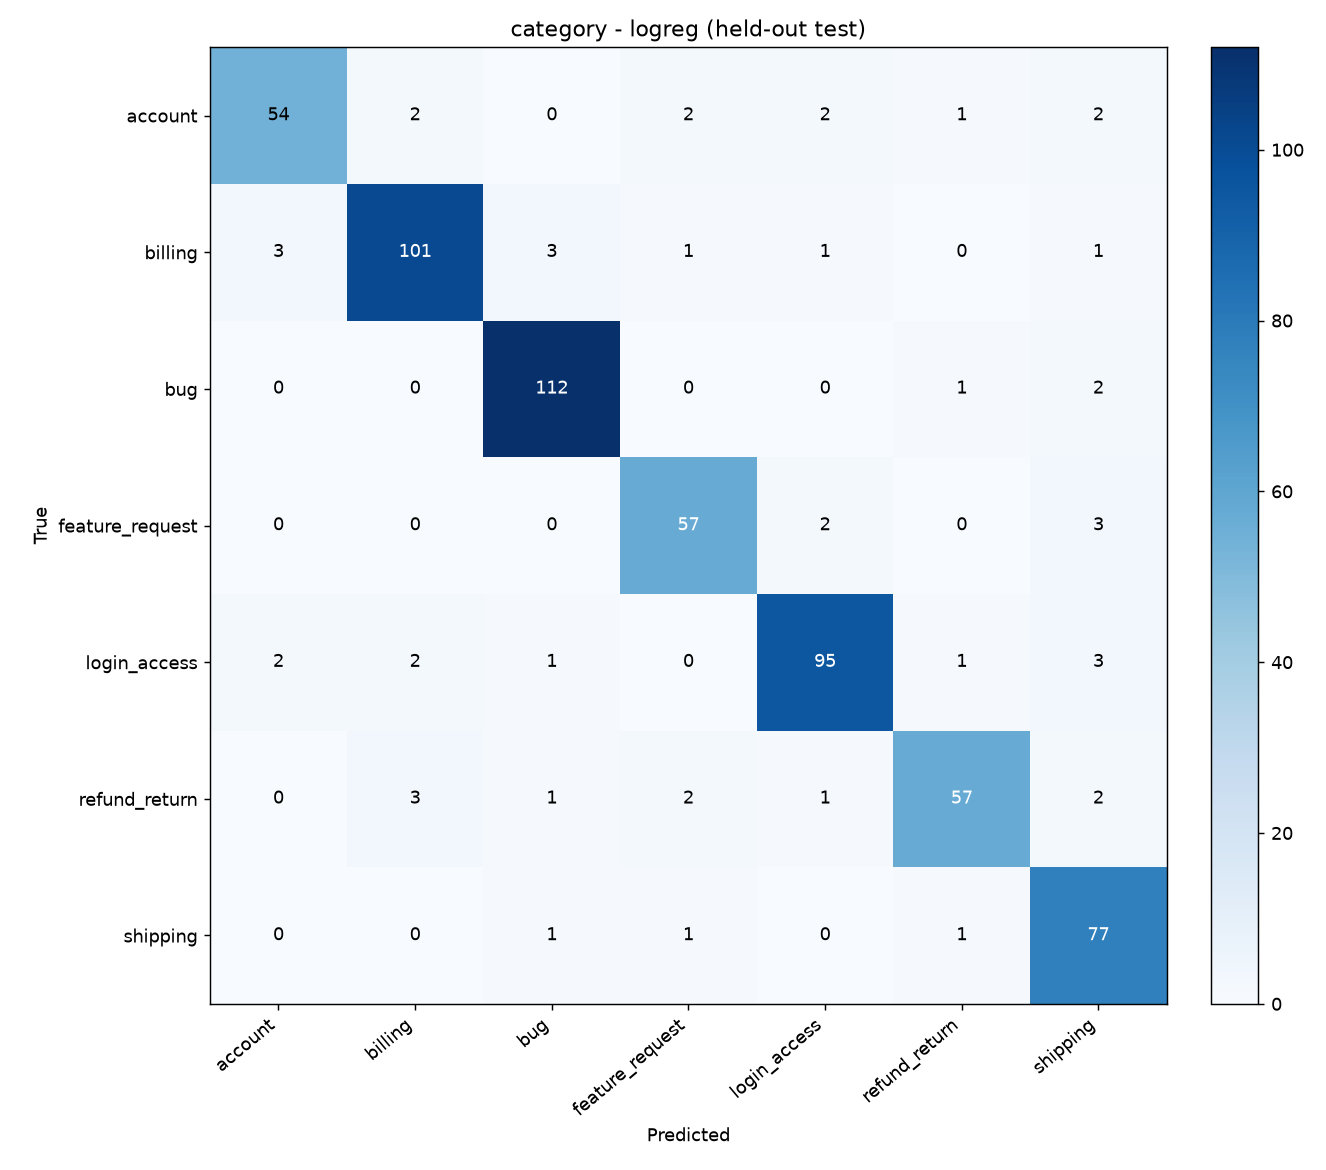 category - logreg (held-out test)
account 54 2 0 2 2 1 2
billing 3 101 3 1 1 0 1
bug 0 0 112 0 0 1 2
feature_request 0 0 0 57 2 0 3
login_access 2 2 1 0 95 1 3
refund_return 0 3 1 2 1 57 2
shipping 0 0 1 1 0 1 77
True
account billing bug feature_request login_access refund_return shipping
Predicted
100
80
60
40
20
0